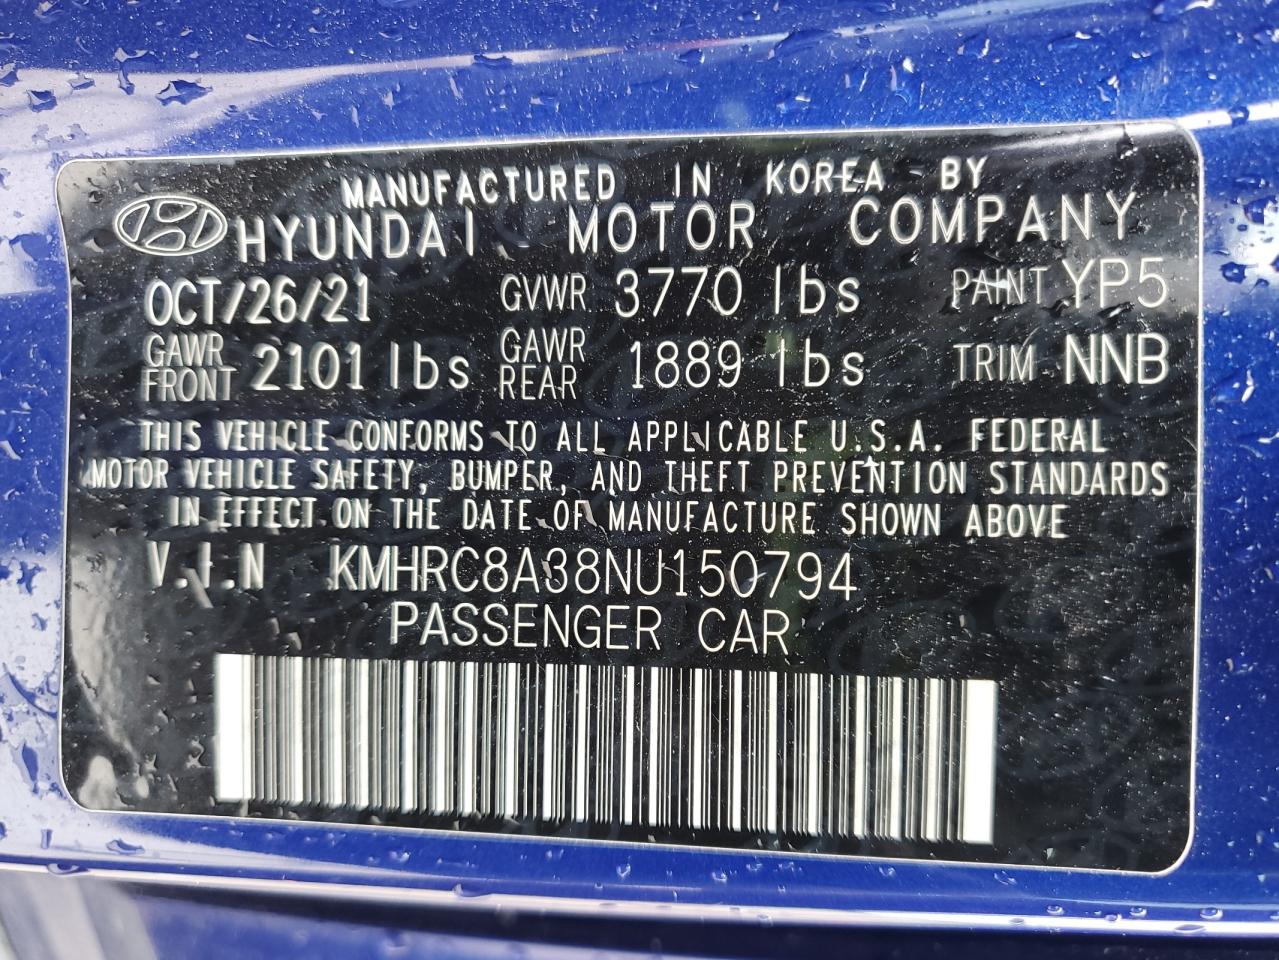 MANUFACTURED IN KOREA BY
HYUNDAI MOTOR COMPANY
OCT/26/21 GVWR 3770 lbs PAINT YP5
GAWR FRONT 2101 lbs GAWR REAR 1889 lbs TRIM NNB
THIS VEHICLE CONFORMS TO ALL APPLICABLE U.S.A. FEDERAL
MOTOR VEHICLE SAFETY, BUMPER, AND THEFT PREVENTION STANDARDS
IN EFFECT ON THE DATE OF MANUFACTURE SHOWN ABOVE
V.I.N KMHRC8A38NU150794
PASSENGER CAR